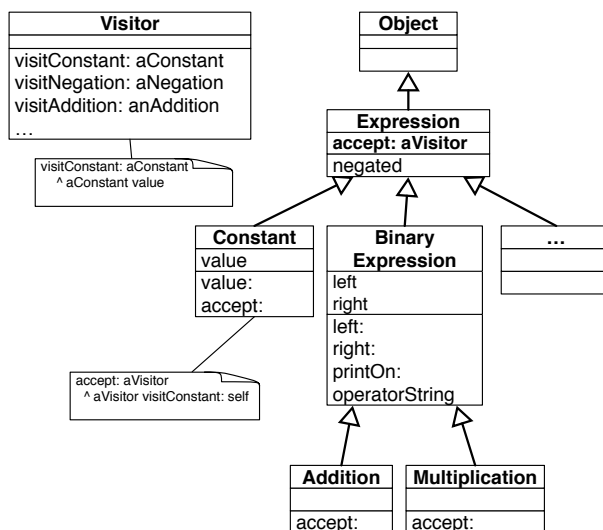 Visitor
visitConstant: aConstant
visitNegation: aNegation
visitAddition: anAddition
...
visitConstant: aConstant
^ aConstant value
Object
Expression
accept: aVisitor
negated
Constant
value
value:
accept:
accept: aVisitor
^ aVisitor visitConstant: self
Binary
Expression
left
right
left:
right:
printOn:
operatorString
...
Addition
accept:
Multiplication
accept: